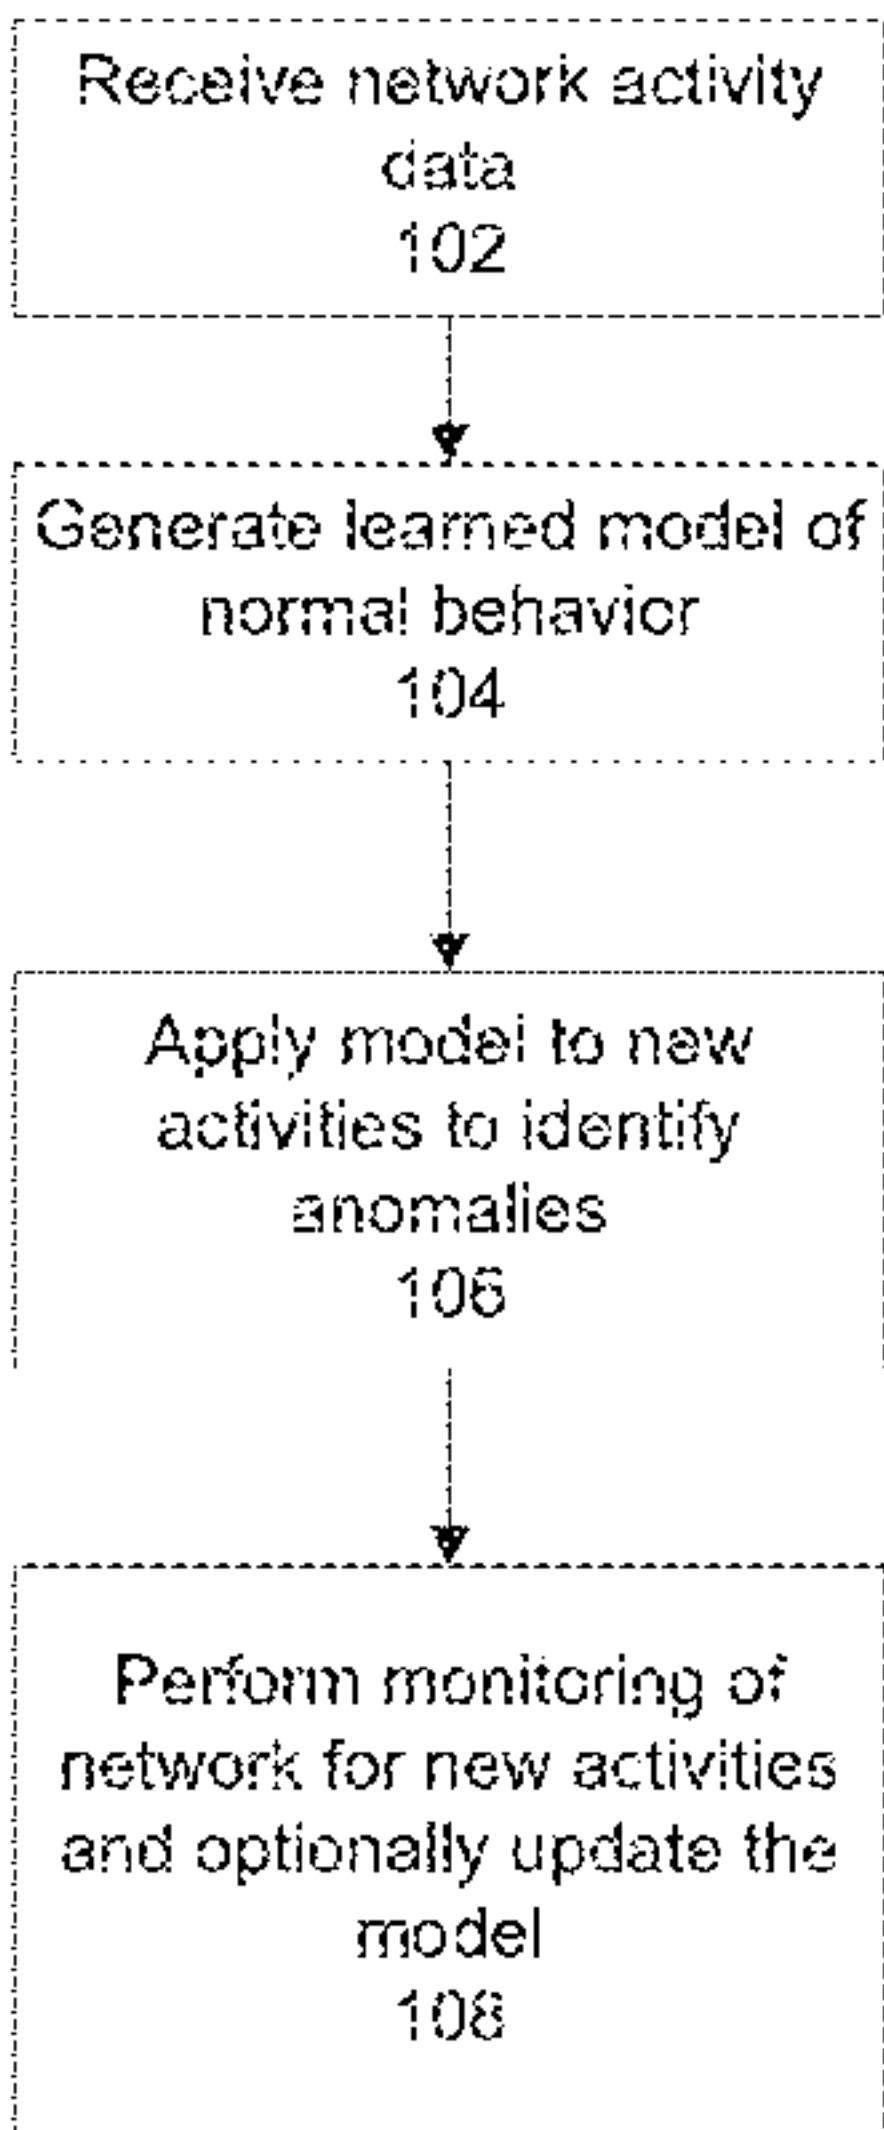 Receive network activity
data
102
Generate learned model of
normal behavior
104
Apply model to new
activities to identify
anomalies
106
Perform monitoring of
network for new activities
and optionally update the
model
108